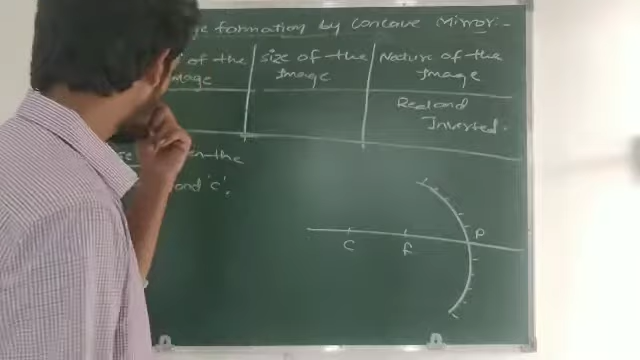 formation by Concave Mirror:-
of the
Image
Size of the
Image
Nature of the
Image
Real and
Inverted.
the
and 'C'.
C
F
P